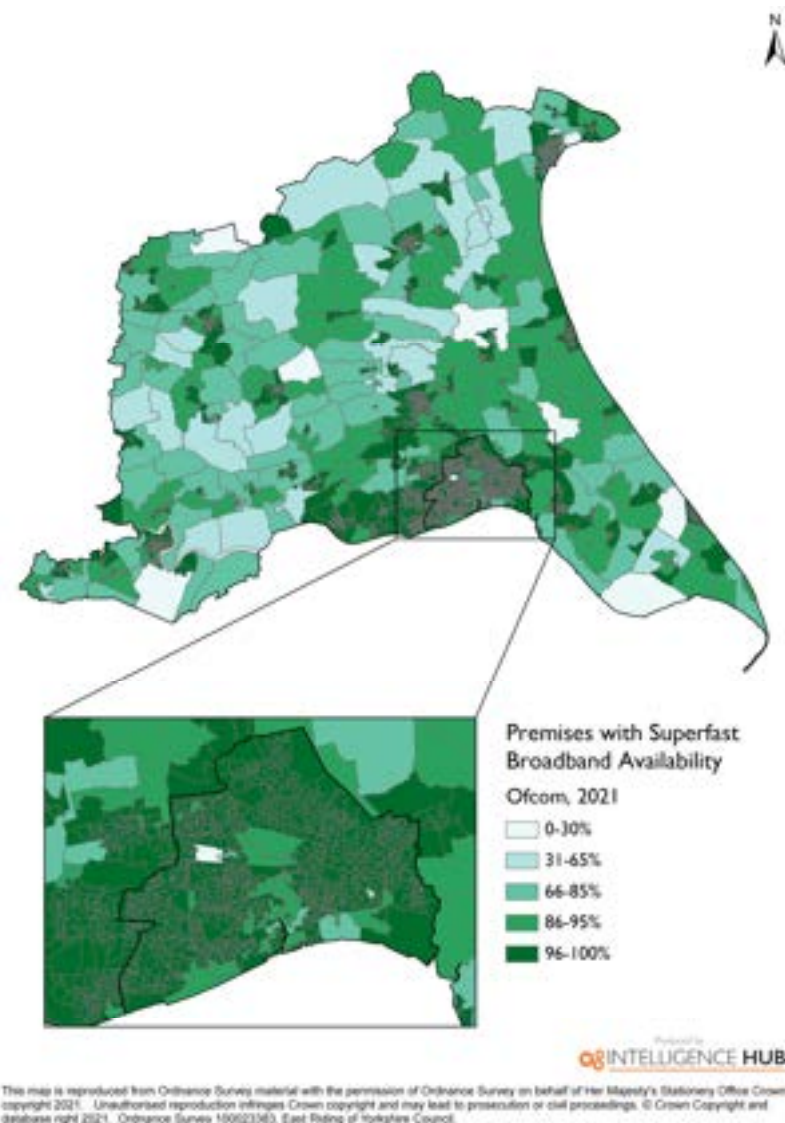 N
Premises with Superfast
Broadband Availability
Ofcom, 2021
0-30%
31-65%
66-85%
86-95%
96-100%
Prepared by
INTELLIGENCE HUB
This map is reproduced from Ordnance Survey material with the permission of Ordnance Survey on behalf of Her Majesty's Stationery Office Crown
copyright 2021. Unauthorised reproduction infringes Crown copyright and may lead to prosecution or civil proceedings. © Crown Copyright and
database right 2021. Ordnance Survey 100023383, East Riding of Yorkshire Council.